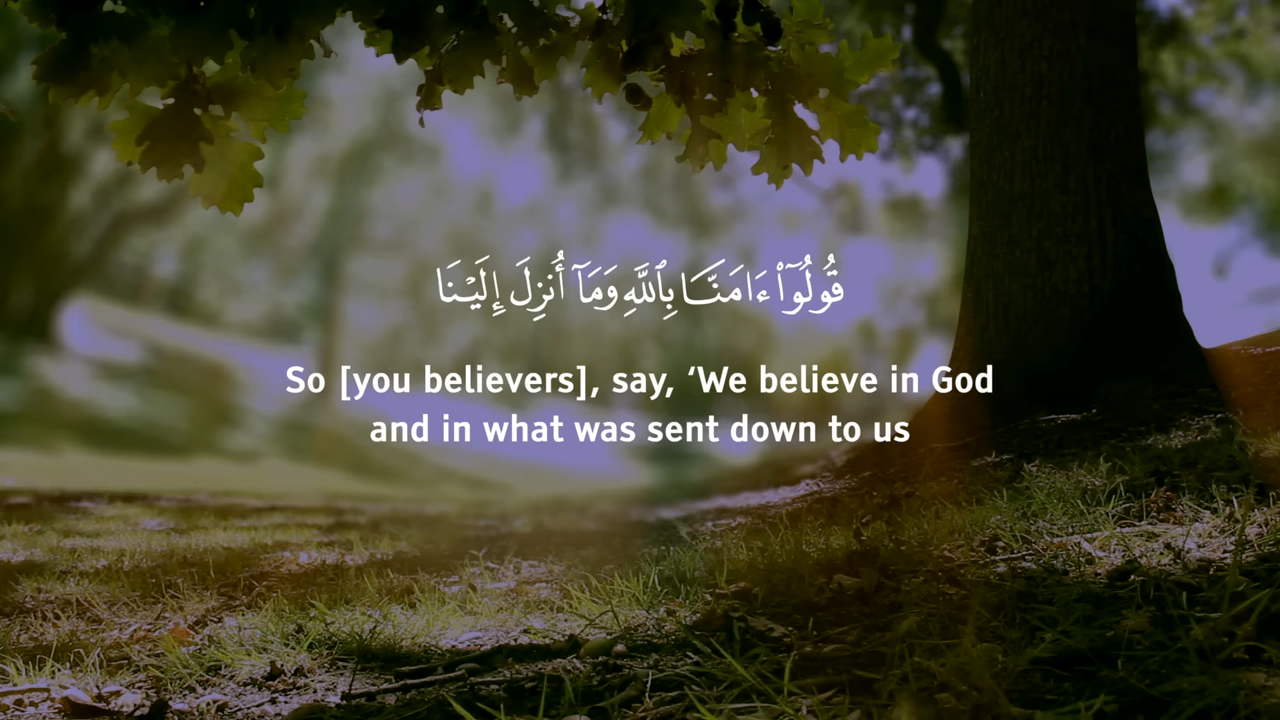 قُولُوٓا۟ ءَامَنَّا بِٱللَّهِ وَمَآ أُنزِلَ إِلَيْنَا
So [you believers], say, ‘We believe in God
and in what was sent down to us